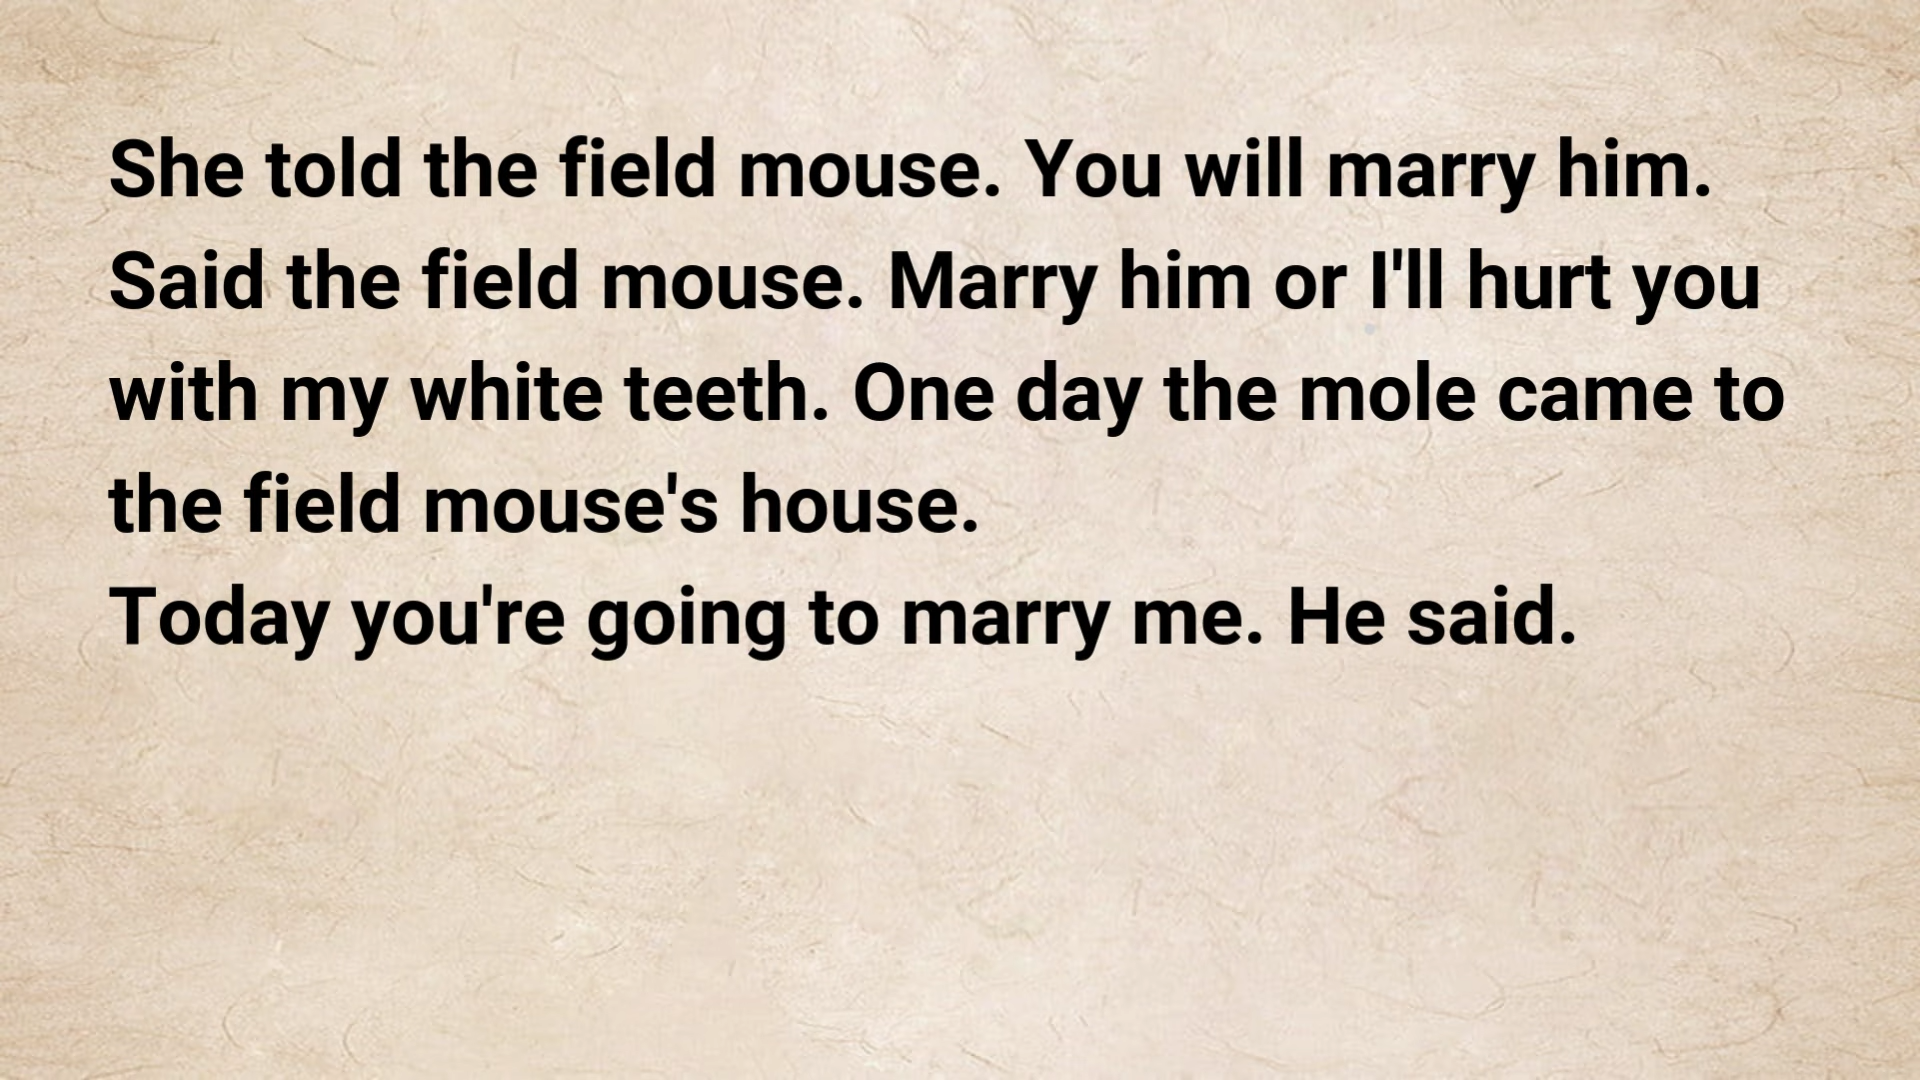 She told the field mouse. You will marry him.
Said the field mouse. Marry him or I'll hurt you
with my white teeth. One day the mole came to
the field mouse's house.
Today you're going to marry me. He said.